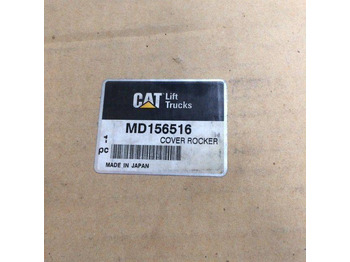 CAT Lift
Trucks
MD156516
COVER ROCKER
1
pc
MADE IN JAPAN